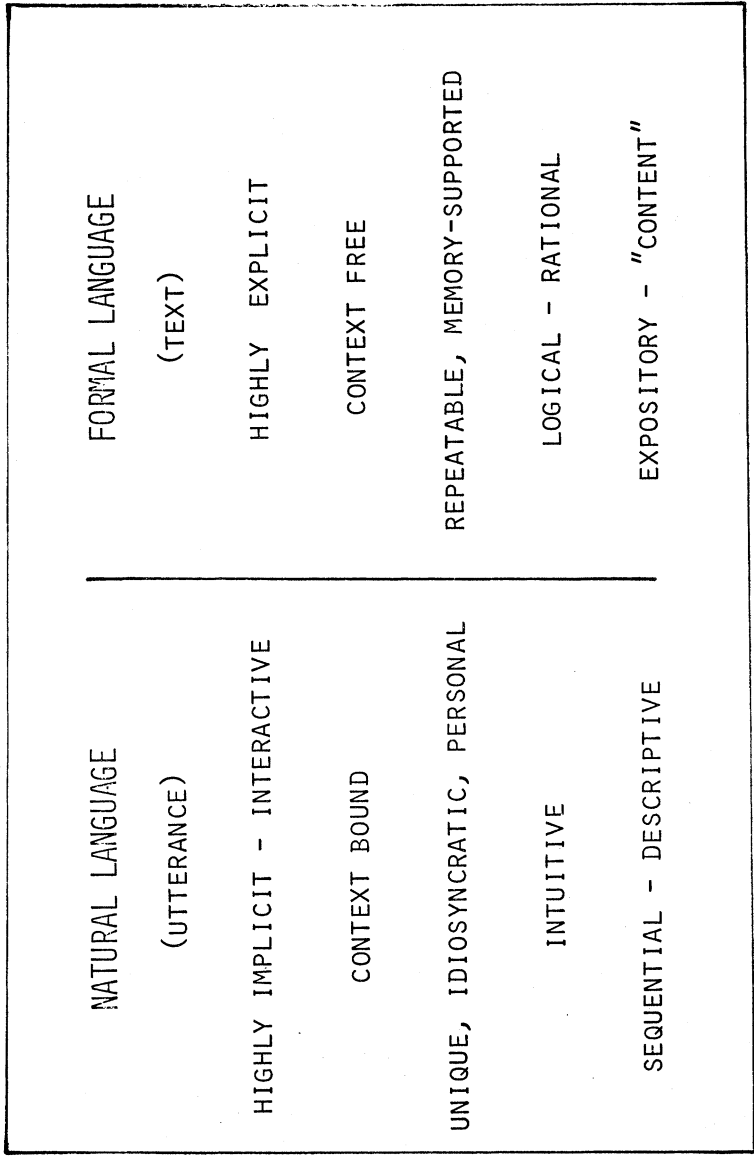 NATURAL LANGUAGE
(UTTERANCE)
HIGHLY IMPLICIT - INTERACTIVE
CONTEXT BOUND
UNIQUE, IDIOSYNCRATIC, PERSONAL
INTUITIVE
SEQUENTIAL - DESCRIPTIVE
FORMAL LANGUAGE
(TEXT)
HIGHLY EXPLICIT
CONTEXT FREE
REPEATABLE, MEMORY-SUPPORTED
LOGICAL - RATIONAL
EXPOSITORY - "CONTENT"